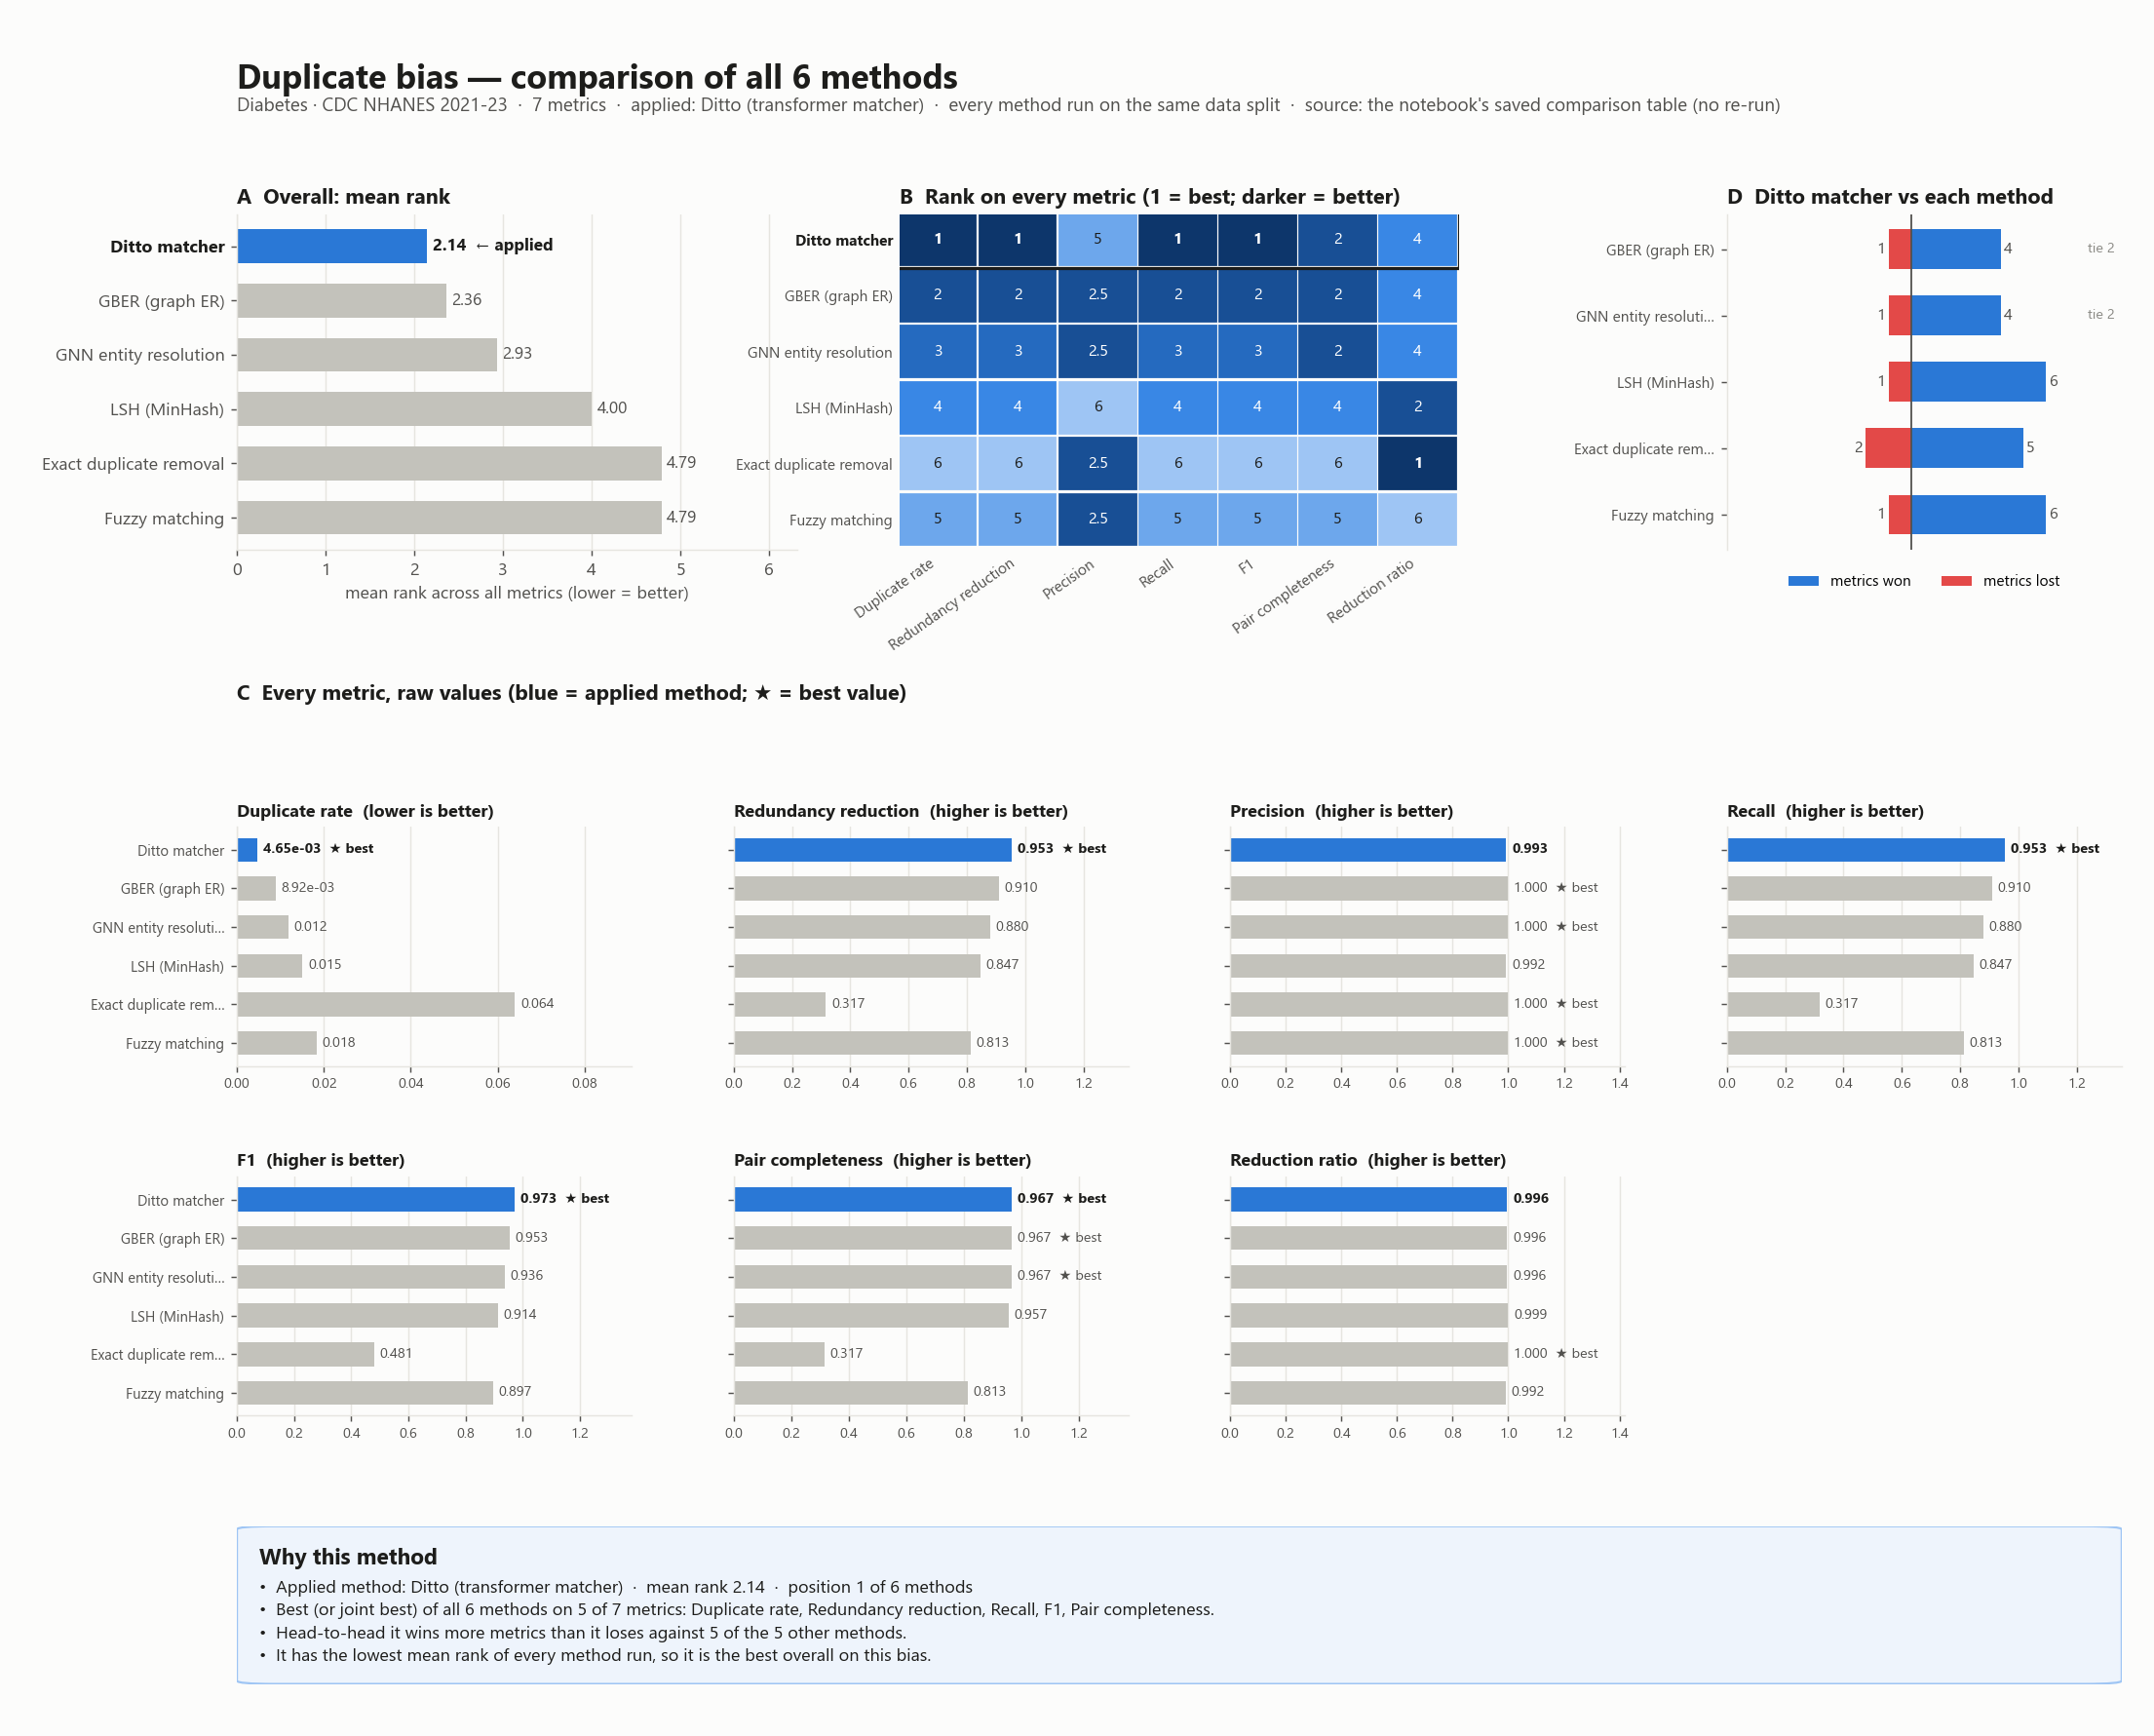 Duplicate bias — comparison of all 6 methods
Diabetes · CDC NHANES 2021-23 · 7 metrics · applied: Ditto (transformer matcher) · every method run on the same data split · source: the notebook's saved comparison table (no re-run)
A Overall: mean rank
Ditto matcher
2.14 ← applied
GBER (graph ER)
2.36
GNN entity resolution
2.93
LSH (MinHash)
4.00
Exact duplicate removal
4.79
Fuzzy matching
4.79
0 1 2 3 4 5 6
mean rank across all metrics (lower = better)
B Rank on every metric (1 = best; darker = better)
Ditto matcher 1 1 5 1 1 2 4
GBER (graph ER) 2 2 2.5 2 2 2 4
GNN entity resolution 3 3 2.5 3 3 2 4
LSH (MinHash) 4 4 6 4 4 4 2
Exact duplicate removal 6 6 2.5 6 6 6 1
Fuzzy matching 5 5 2.5 5 5 5 6
Duplicate rate
Redundancy reduction
Precision
Recall
F1
Pair completeness
Reduction ratio
D Ditto matcher vs each method
GBER (graph ER) 1 4 tie 2
GNN entity resoluti... 1 4 tie 2
LSH (MinHash) 1 6
Exact duplicate rem... 2 5
Fuzzy matching 1 6
metrics won metrics lost
C Every metric, raw values (blue = applied method; ★ = best value)
Duplicate rate (lower is better)
Ditto matcher 4.65e-03 ★ best
GBER (graph ER) 8.92e-03
GNN entity resoluti... 0.012
LSH (MinHash) 0.015
Exact duplicate rem... 0.064
Fuzzy matching 0.018
0.00 0.02 0.04 0.06 0.08
Redundancy reduction (higher is better)
0.953 ★ best
0.910
0.880
0.847
0.317
0.813
0.0 0.2 0.4 0.6 0.8 1.0 1.2
Precision (higher is better)
0.993
1.000 ★ best
1.000 ★ best
0.992
1.000 ★ best
1.000 ★ best
0.0 0.2 0.4 0.6 0.8 1.0 1.2 1.4
Recall (higher is better)
0.953 ★ best
0.910
0.880
0.847
0.317
0.813
0.0 0.2 0.4 0.6 0.8 1.0 1.2
F1 (higher is better)
Ditto matcher 0.973 ★ best
GBER (graph ER) 0.953
GNN entity resoluti... 0.936
LSH (MinHash) 0.914
Exact duplicate rem... 0.481
Fuzzy matching 0.897
0.0 0.2 0.4 0.6 0.8 1.0 1.2
Pair completeness (higher is better)
0.967 ★ best
0.967 ★ best
0.967 ★ best
0.957
0.317
0.813
0.0 0.2 0.4 0.6 0.8 1.0 1.2
Reduction ratio (higher is better)
0.996
0.996
0.996
0.999
1.000 ★ best
0.992
0.0 0.2 0.4 0.6 0.8 1.0 1.2 1.4
Why this method
• Applied method: Ditto (transformer matcher) · mean rank 2.14 · position 1 of 6 methods
• Best (or joint best) of all 6 methods on 5 of 7 metrics: Duplicate rate, Redundancy reduction, Recall, F1, Pair completeness.
• Head-to-head it wins more metrics than it loses against 5 of the 5 other methods.
• It has the lowest mean rank of every method run, so it is the best overall on this bias.